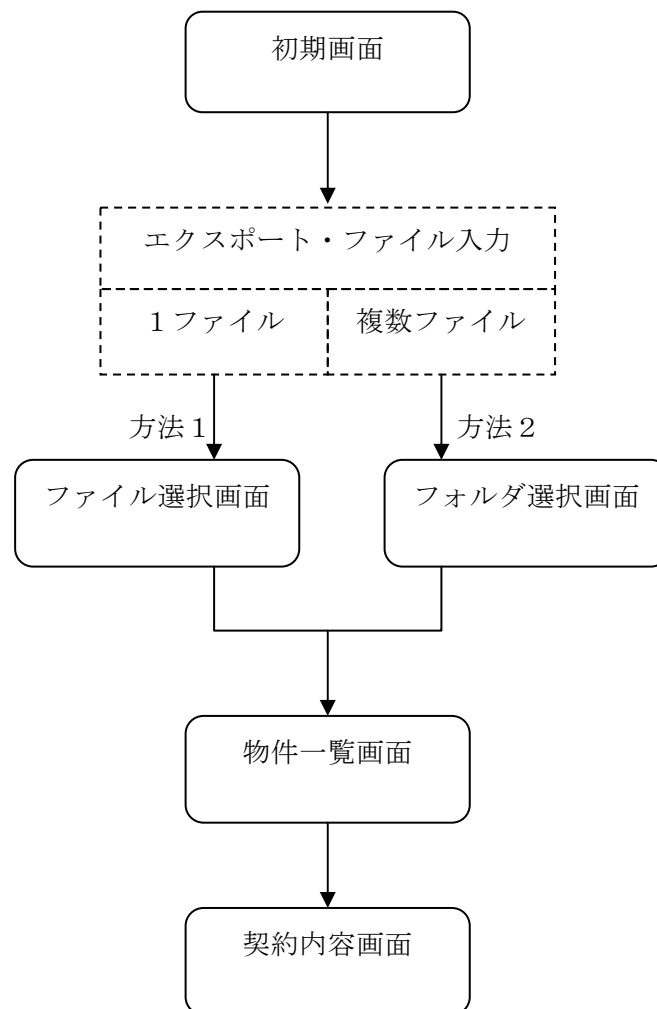 初期画面
エクスポート・ファイル入力
１ファイル
複数ファイル
方法１
方法２
ファイル選択画面
フォルダ選択画面
物件一覧画面
契約内容画面